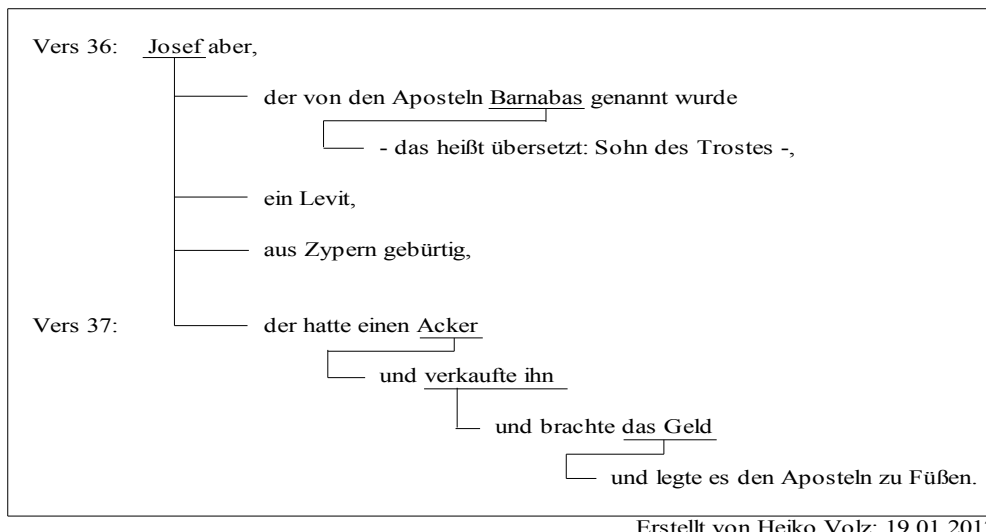 Vers 36: Josef aber,
der von den Aposteln Barnabas genannt wurde
- das heißt übersetzt: Sohn des Trostes -,
ein Levit,
aus Zypern gebürtig,
Vers 37: der hatte einen Acker
und verkaufte ihn
und brachte das Geld
und legte es den Aposteln zu Füßen.
Erstellt von Heiko Volz; 19.01.201